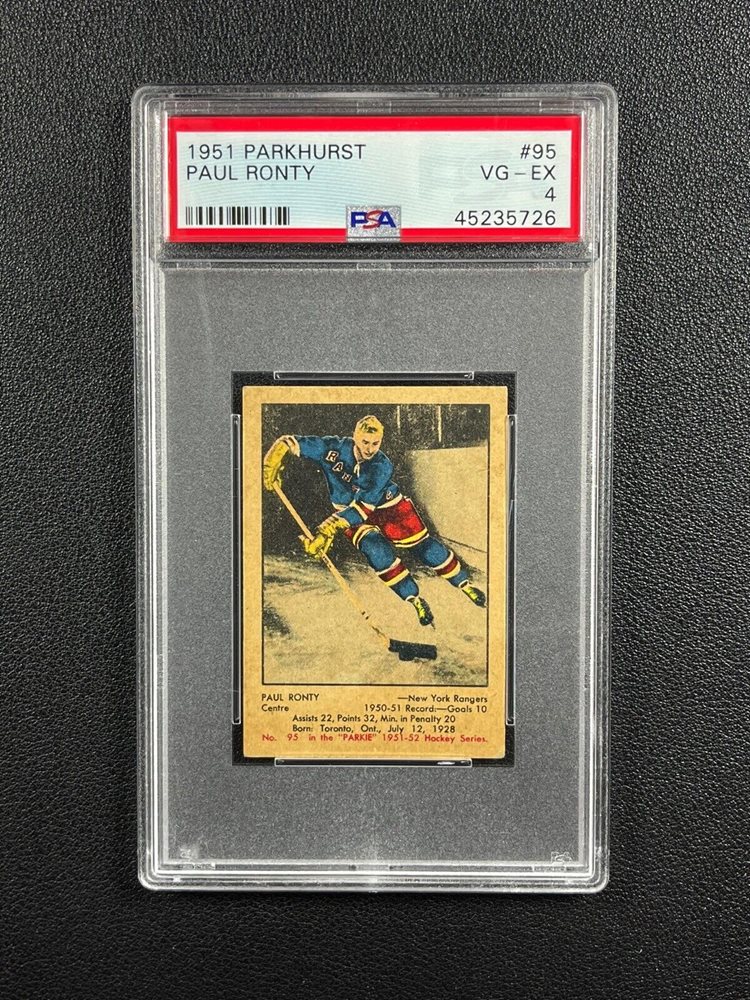 1951 PARKHURST #95
PAUL RONTY VG-EX
4
PSA 45235726
RAN
PAUL RONTY —New York Rangers
Centre 1950-51 Record:—Goals 10
Assists 22, Points 32, Min. in Penalty 20
Born: Toronto, Ont., July 12, 1928
No. 95 in the "PARKIE" 1951-52 Hockey Series.